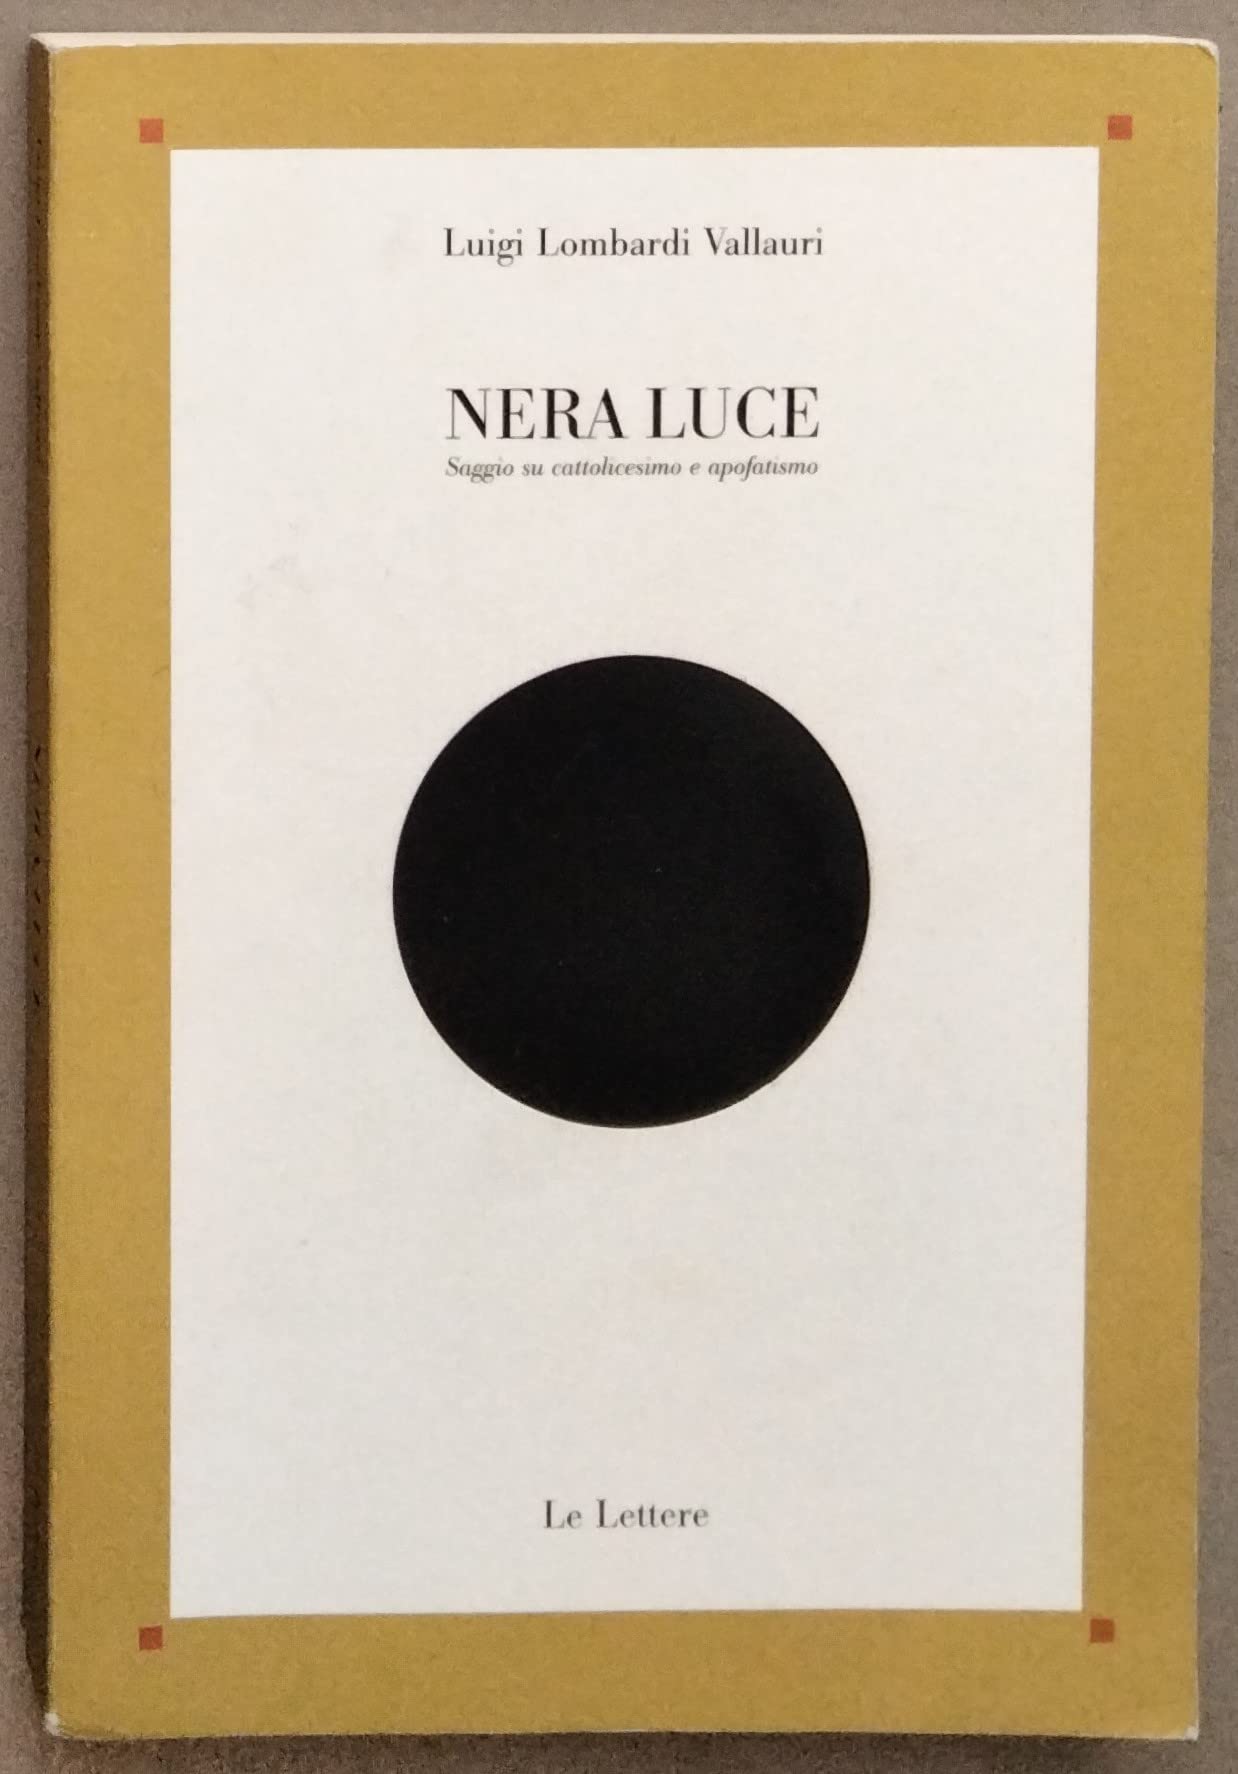 Luigi Lombardi Vallauri
NERA LUCE
Saggio su cattolicesimo e apofatismo
Le Lettere